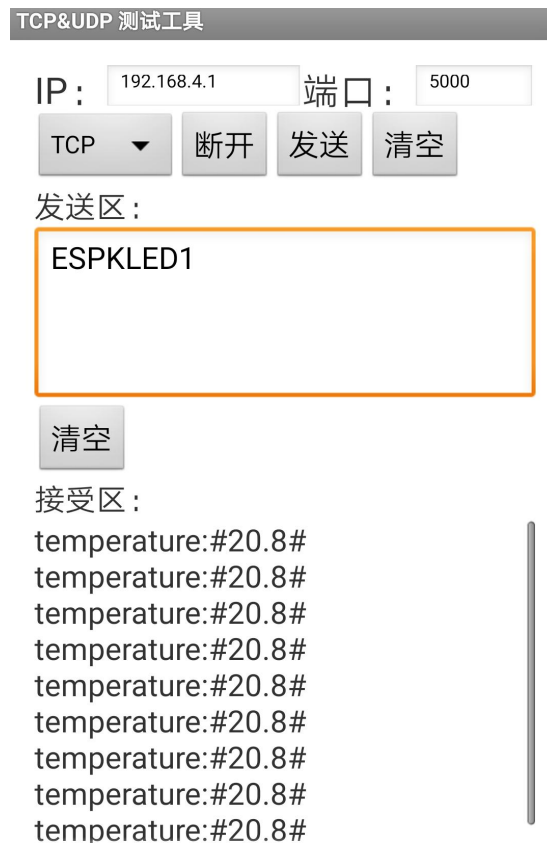 TCP&UDP 测试工具
IP: 192.168.4.1 端口: 5000
TCP 断开 发送 清空
发送区:
ESPKLED1
清空
接受区:
temperature:#20.8#
temperature:#20.8#
temperature:#20.8#
temperature:#20.8#
temperature:#20.8#
temperature:#20.8#
temperature:#20.8#
temperature:#20.8#
temperature:#20.8#